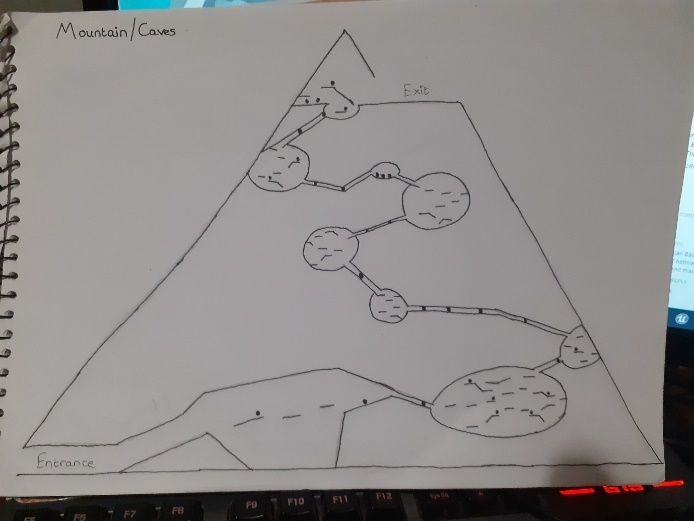 Mountain/Caves
Exit
Entrance
F7
F8
F9
F10
F11
F12